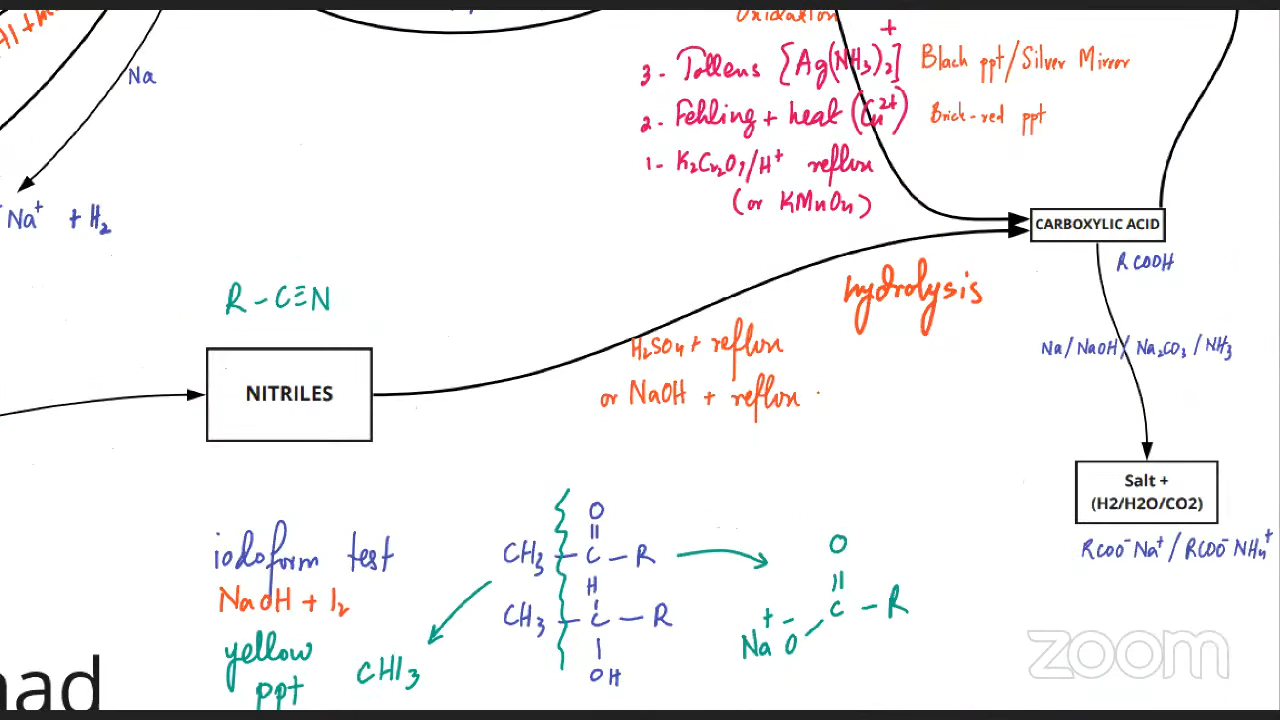 Oxidation
3- Tollens [Ag(NH3)2]+ Black ppt/Silver Mirror
2- Fehling + heat (Cu2+) Brick-red ppt
1- K2Cr2O7/H+ reflux
(or KMnO4)
Na
Na+ + H2
CARBOXYLIC ACID
RCOOH
R-C≡N
hydrolysis
H2SO4 + reflux
or NaOH + reflux
Na/NaOH/Na2CO3/NH3
NITRILES
Salt +
(H2/H2O/CO2)
RCOO-Na+/RCOO-NH4+
iodoform test
NaOH + I2
yellow
ppt
CHI3
O
CH3 - C - R
H
CH3 - C - R
OH
O
C - R
Na+ O-
zoom
nad